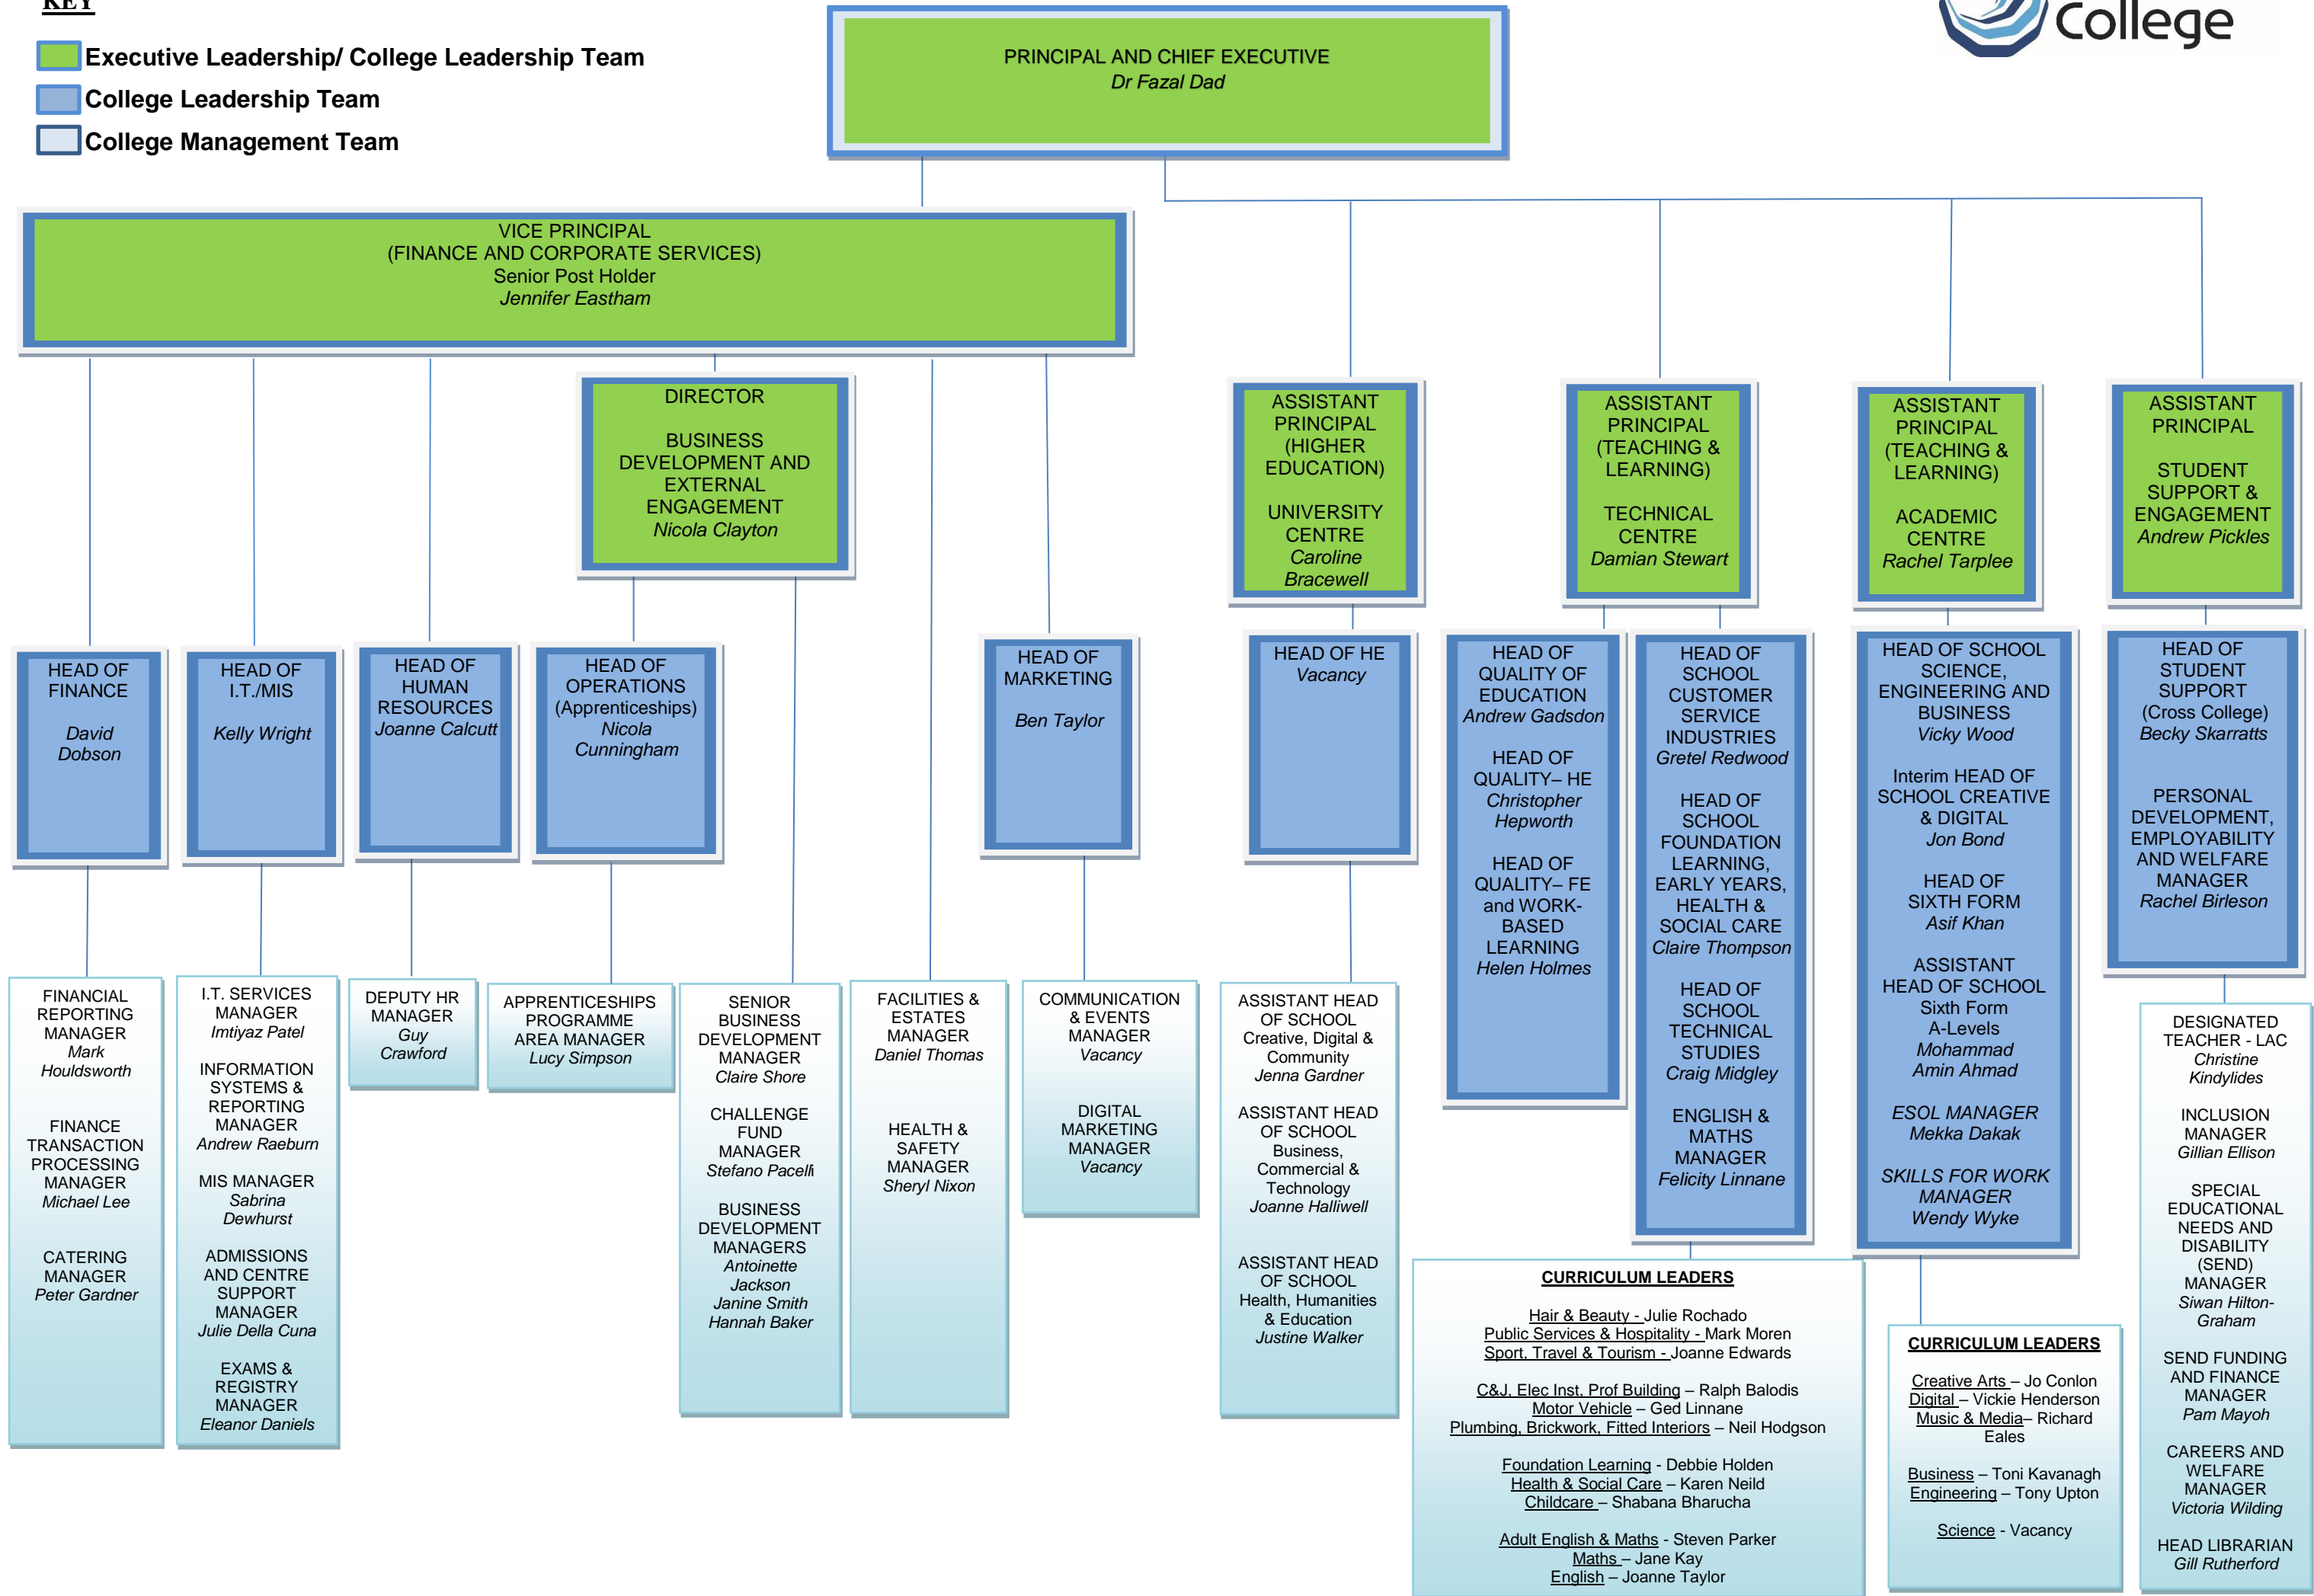 KEY
Executive Leadership/ College Leadership Team
College Leadership Team
College Management Team
College
PRINCIPAL AND CHIEF EXECUTIVE
Dr Fazal Dad
VICE PRINCIPAL
(FINANCE AND CORPORATE SERVICES)
Senior Post Holder
Jennifer Eastham
DIRECTOR
BUSINESS
DEVELOPMENT AND
EXTERNAL
ENGAGEMENT
Nicola Clayton
ASSISTANT
PRINCIPAL
(HIGHER
EDUCATION)
UNIVERSITY
CENTRE
Caroline
Bracewell
ASSISTANT
PRINCIPAL
(TEACHING &
LEARNING)
TECHNICAL
CENTRE
Damian Stewart
ASSISTANT
PRINCIPAL
(TEACHING &
LEARNING)
ACADEMIC
CENTRE
Rachel Tarplee
ASSISTANT
PRINCIPAL
STUDENT
SUPPORT &
ENGAGEMENT
Andrew Pickles
HEAD OF
FINANCE
David
Dobson
HEAD OF
I.T./MIS
Kelly Wright
HEAD OF
HUMAN
RESOURCES
Joanne Calcutt
HEAD OF
OPERATIONS
(Apprenticeships)
Nicola
Cunningham
HEAD OF
MARKETING
Ben Taylor
HEAD OF HE
Vacancy
HEAD OF
QUALITY OF
EDUCATION
Andrew Gadsdon
HEAD OF
QUALITY– HE
Christopher
Hepworth
HEAD OF
QUALITY– FE
and WORK-
BASED
LEARNING
Helen Holmes
HEAD OF
SCHOOL
CUSTOMER
SERVICE
INDUSTRIES
Gretel Redwood
HEAD OF
SCHOOL
FOUNDATION
LEARNING,
EARLY YEARS,
HEALTH &
SOCIAL CARE
Claire Thompson
HEAD OF
SCHOOL
TECHNICAL
STUDIES
Craig Midgley
ENGLISH &
MATHS
MANAGER
Felicity Linnane
HEAD OF SCHOOL
SCIENCE,
ENGINEERING AND
BUSINESS
Vicky Wood
Interim HEAD OF
SCHOOL CREATIVE
& DIGITAL
Jon Bond
HEAD OF
SIXTH FORM
Asif Khan
ASSISTANT
HEAD OF SCHOOL
Sixth Form
A-Levels
Mohammad
Amin Ahmad
ESOL MANAGER
Mekka Dakak
SKILLS FOR WORK
MANAGER
Wendy Wyke
HEAD OF
STUDENT
SUPPORT
(Cross College)
Becky Skarratts
PERSONAL
DEVELOPMENT,
EMPLOYABILITY
AND WELFARE
MANAGER
Rachel Birleson
FINANCIAL
REPORTING
MANAGER
Mark
Houldsworth
FINANCE
TRANSACTION
PROCESSING
MANAGER
Michael Lee
CATERING
MANAGER
Peter Gardner
I.T. SERVICES
MANAGER
Imtiyaz Patel
INFORMATION
SYSTEMS &
REPORTING
MANAGER
Andrew Raeburn
MIS MANAGER
Sabrina
Dewhurst
ADMISSIONS
AND CENTRE
SUPPORT
MANAGER
Julie Della Cuna
EXAMS &
REGISTRY
MANAGER
Eleanor Daniels
DEPUTY HR
MANAGER
Guy
Crawford
APPRENTICESHIPS
PROGRAMME
AREA MANAGER
Lucy Simpson
SENIOR
BUSINESS
DEVELOPMENT
MANAGER
Claire Shore
CHALLENGE
FUND
MANAGER
Stefano Pacelli
BUSINESS
DEVELOPMENT
MANAGERS
Antoinette
Jackson
Janine Smith
Hannah Baker
FACILITIES &
ESTATES
MANAGER
Daniel Thomas
HEALTH &
SAFETY
MANAGER
Sheryl Nixon
COMMUNICATION
& EVENTS
MANAGER
Vacancy
DIGITAL
MARKETING
MANAGER
Vacancy
ASSISTANT HEAD
OF SCHOOL
Creative, Digital &
Community
Jenna Gardner
ASSISTANT HEAD
OF SCHOOL
Business,
Commercial &
Technology
Joanne Halliwell
ASSISTANT HEAD
OF SCHOOL
Health, Humanities
& Education
Justine Walker
CURRICULUM LEADERS
Hair & Beauty - Julie Rochado
Public Services & Hospitality - Mark Moren
Sport, Travel & Tourism - Joanne Edwards
C&J, Elec Inst, Prof Building – Ralph Balodis
Motor Vehicle – Ged Linnane
Plumbing, Brickwork, Fitted Interiors – Neil Hodgson
Foundation Learning - Debbie Holden
Health & Social Care – Karen Neild
Childcare – Shabana Bharucha
Adult English & Maths - Steven Parker
Maths – Jane Kay
English – Joanne Taylor
CURRICULUM LEADERS
Creative Arts – Jo Conlon
Digital – Vickie Henderson
Music & Media– Richard
Eales
Business – Toni Kavanagh
Engineering – Tony Upton
Science - Vacancy
DESIGNATED
TEACHER - LAC
Christine
Kindylides
INCLUSION
MANAGER
Gillian Ellison
SPECIAL
EDUCATIONAL
NEEDS AND
DISABILITY
(SEND)
MANAGER
Siwan Hilton-
Graham
SEND FUNDING
AND FINANCE
MANAGER
Pam Mayoh
CAREERS AND
WELFARE
MANAGER
Victoria Wilding
HEAD LIBRARIAN
Gill Rutherford